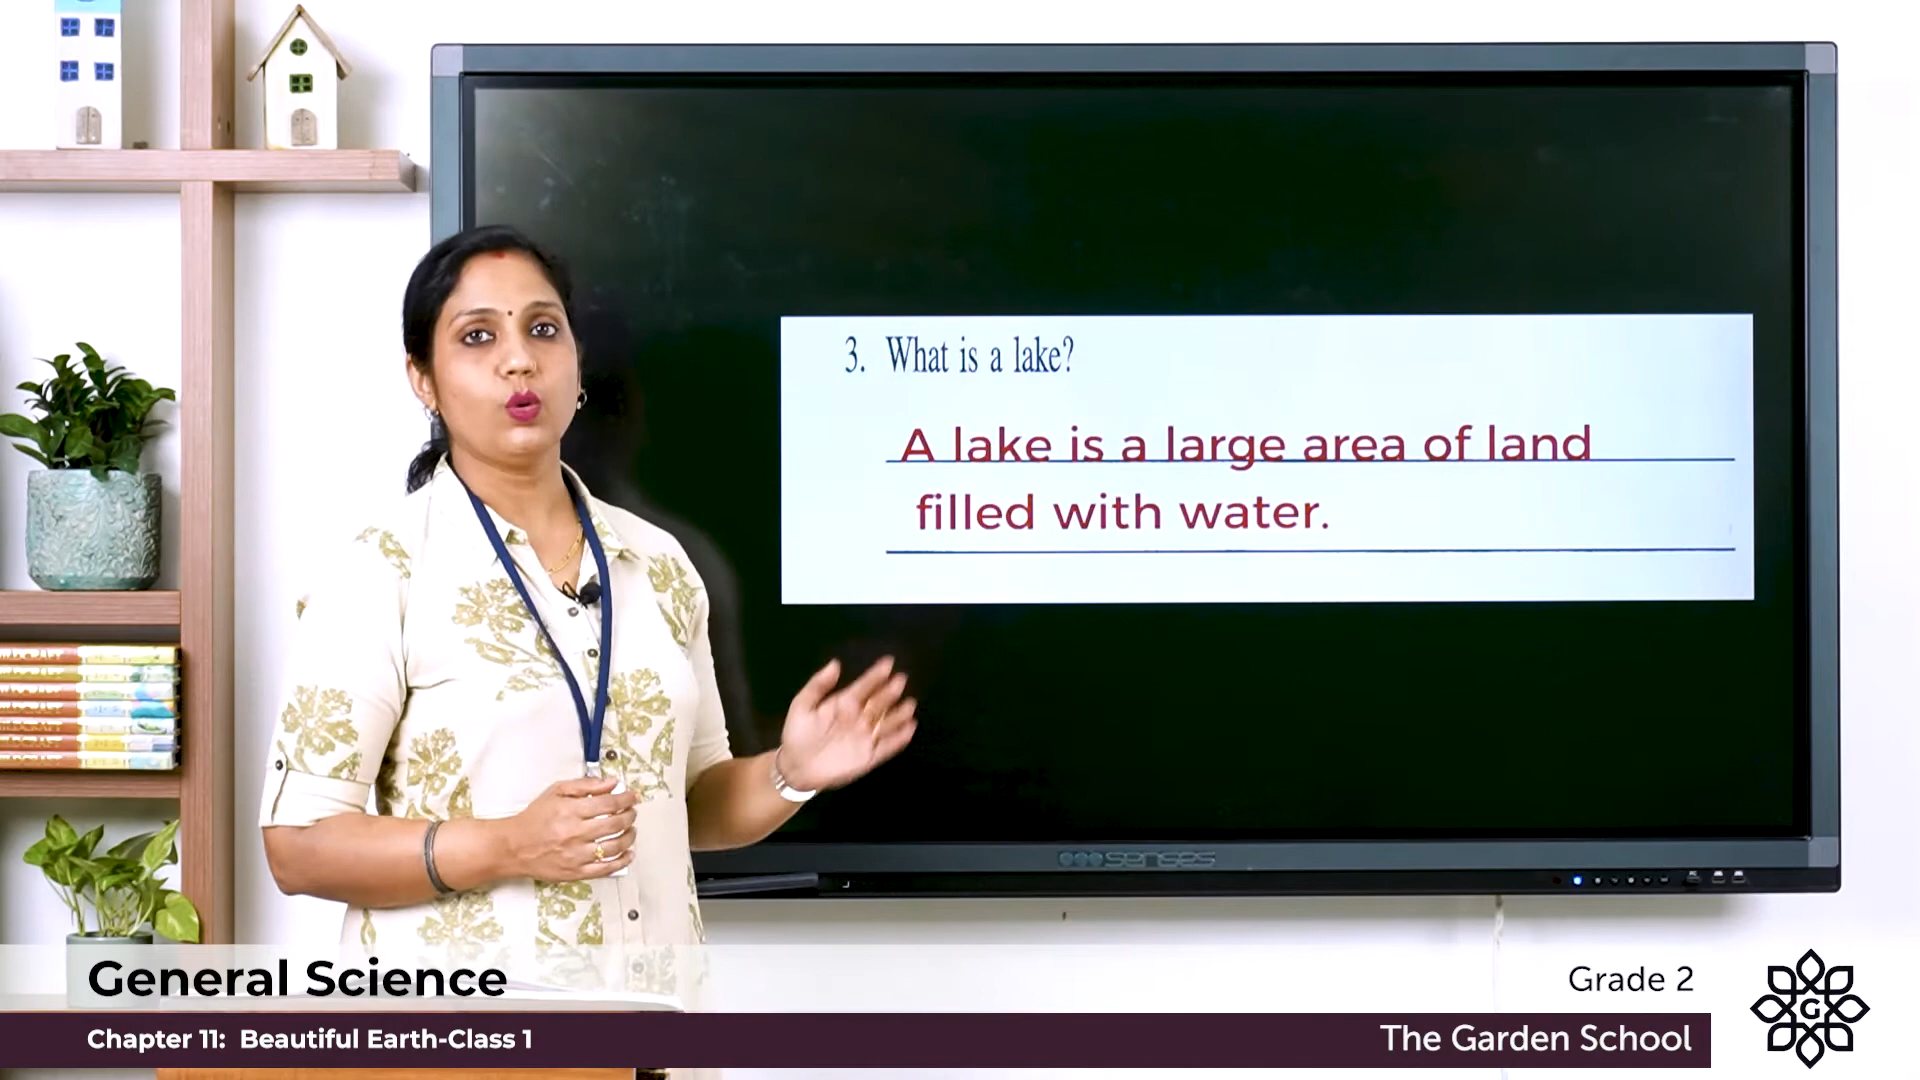 3. What is a lake?
A lake is a large area of land
filled with water.
senses
General Science
Grade 2
Chapter 11: Beautiful Earth-Class 1
The Garden School
G